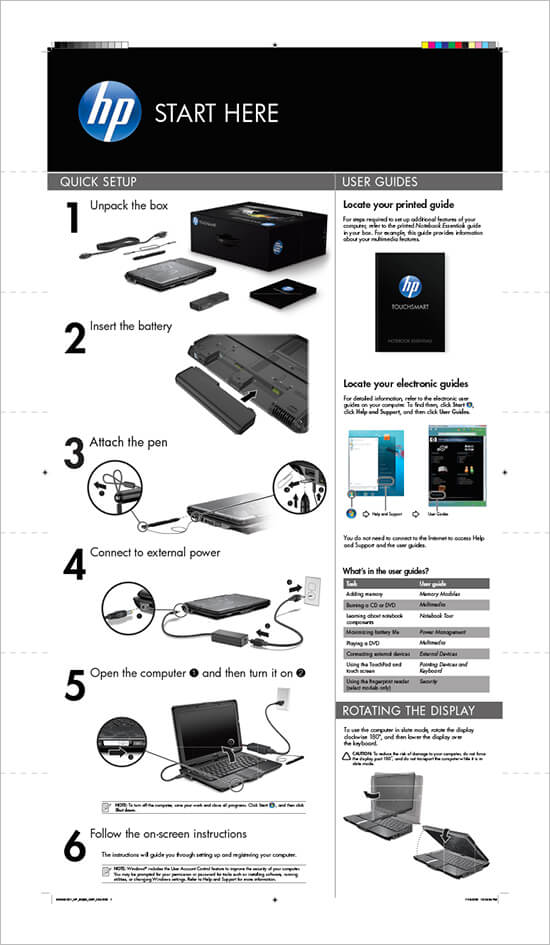 hp
START HERE
QUICK SETUP
1
Unpack the box
TOUCHSMART
hp
2
Insert the battery
3
Attach the pen
4
Connect to external power
5
Open the computer ❶ and then turn it on ❷
NOTE: To turn off the computer, save your work and close all programs. Click Start, and then click
Shut down.
6
Follow the on-screen instructions
The instructions will guide you through setting up and registering your computer.
NOTE: Windows® includes the User Account Control feature to improve the security of your computer.
You may be prompted for your permission or password for tasks such as installing software, running
utilities, or changing Windows settings. Refer to Help and Support for more information.
USER GUIDES
Locate your printed guide
For steps required to set up additional features of your
computer, refer to the printed Notebook Essentials guide
in your box. For example, this guide provides information
about your multimedia features.
hp
TOUCHSMART
NOTEBOOK ESSENTIALS
Locate your electronic guides
For detailed information, refer to the electronic user
guides on your computer. To find them, click Start,
click Help and Support, and then click User Guides.
Help and Support
User Guides
You do not need to connect to the Internet to access Help
and Support and the user guides.
What's in the user guides?
Task User guide
Adding memory Memory Modules
Burning a CD or DVD Multimedia
Learning about notebook Notebook Tour
components
Maximizing battery life Power Management
Playing a DVD Multimedia
Connecting external devices External Devices
Using the TouchPad and Pointing Devices and
touch screen Keyboard
Using the fingerprint reader Security
(select models only)
ROTATING THE DISPLAY
To use the computer in slate mode, rotate the display
clockwise 180°, and then lower the display over
the keyboard.
CAUTION: To reduce the risk of damage to your computer, do not force
the display past 180°, and do not transport the computer while it is in
slate mode.